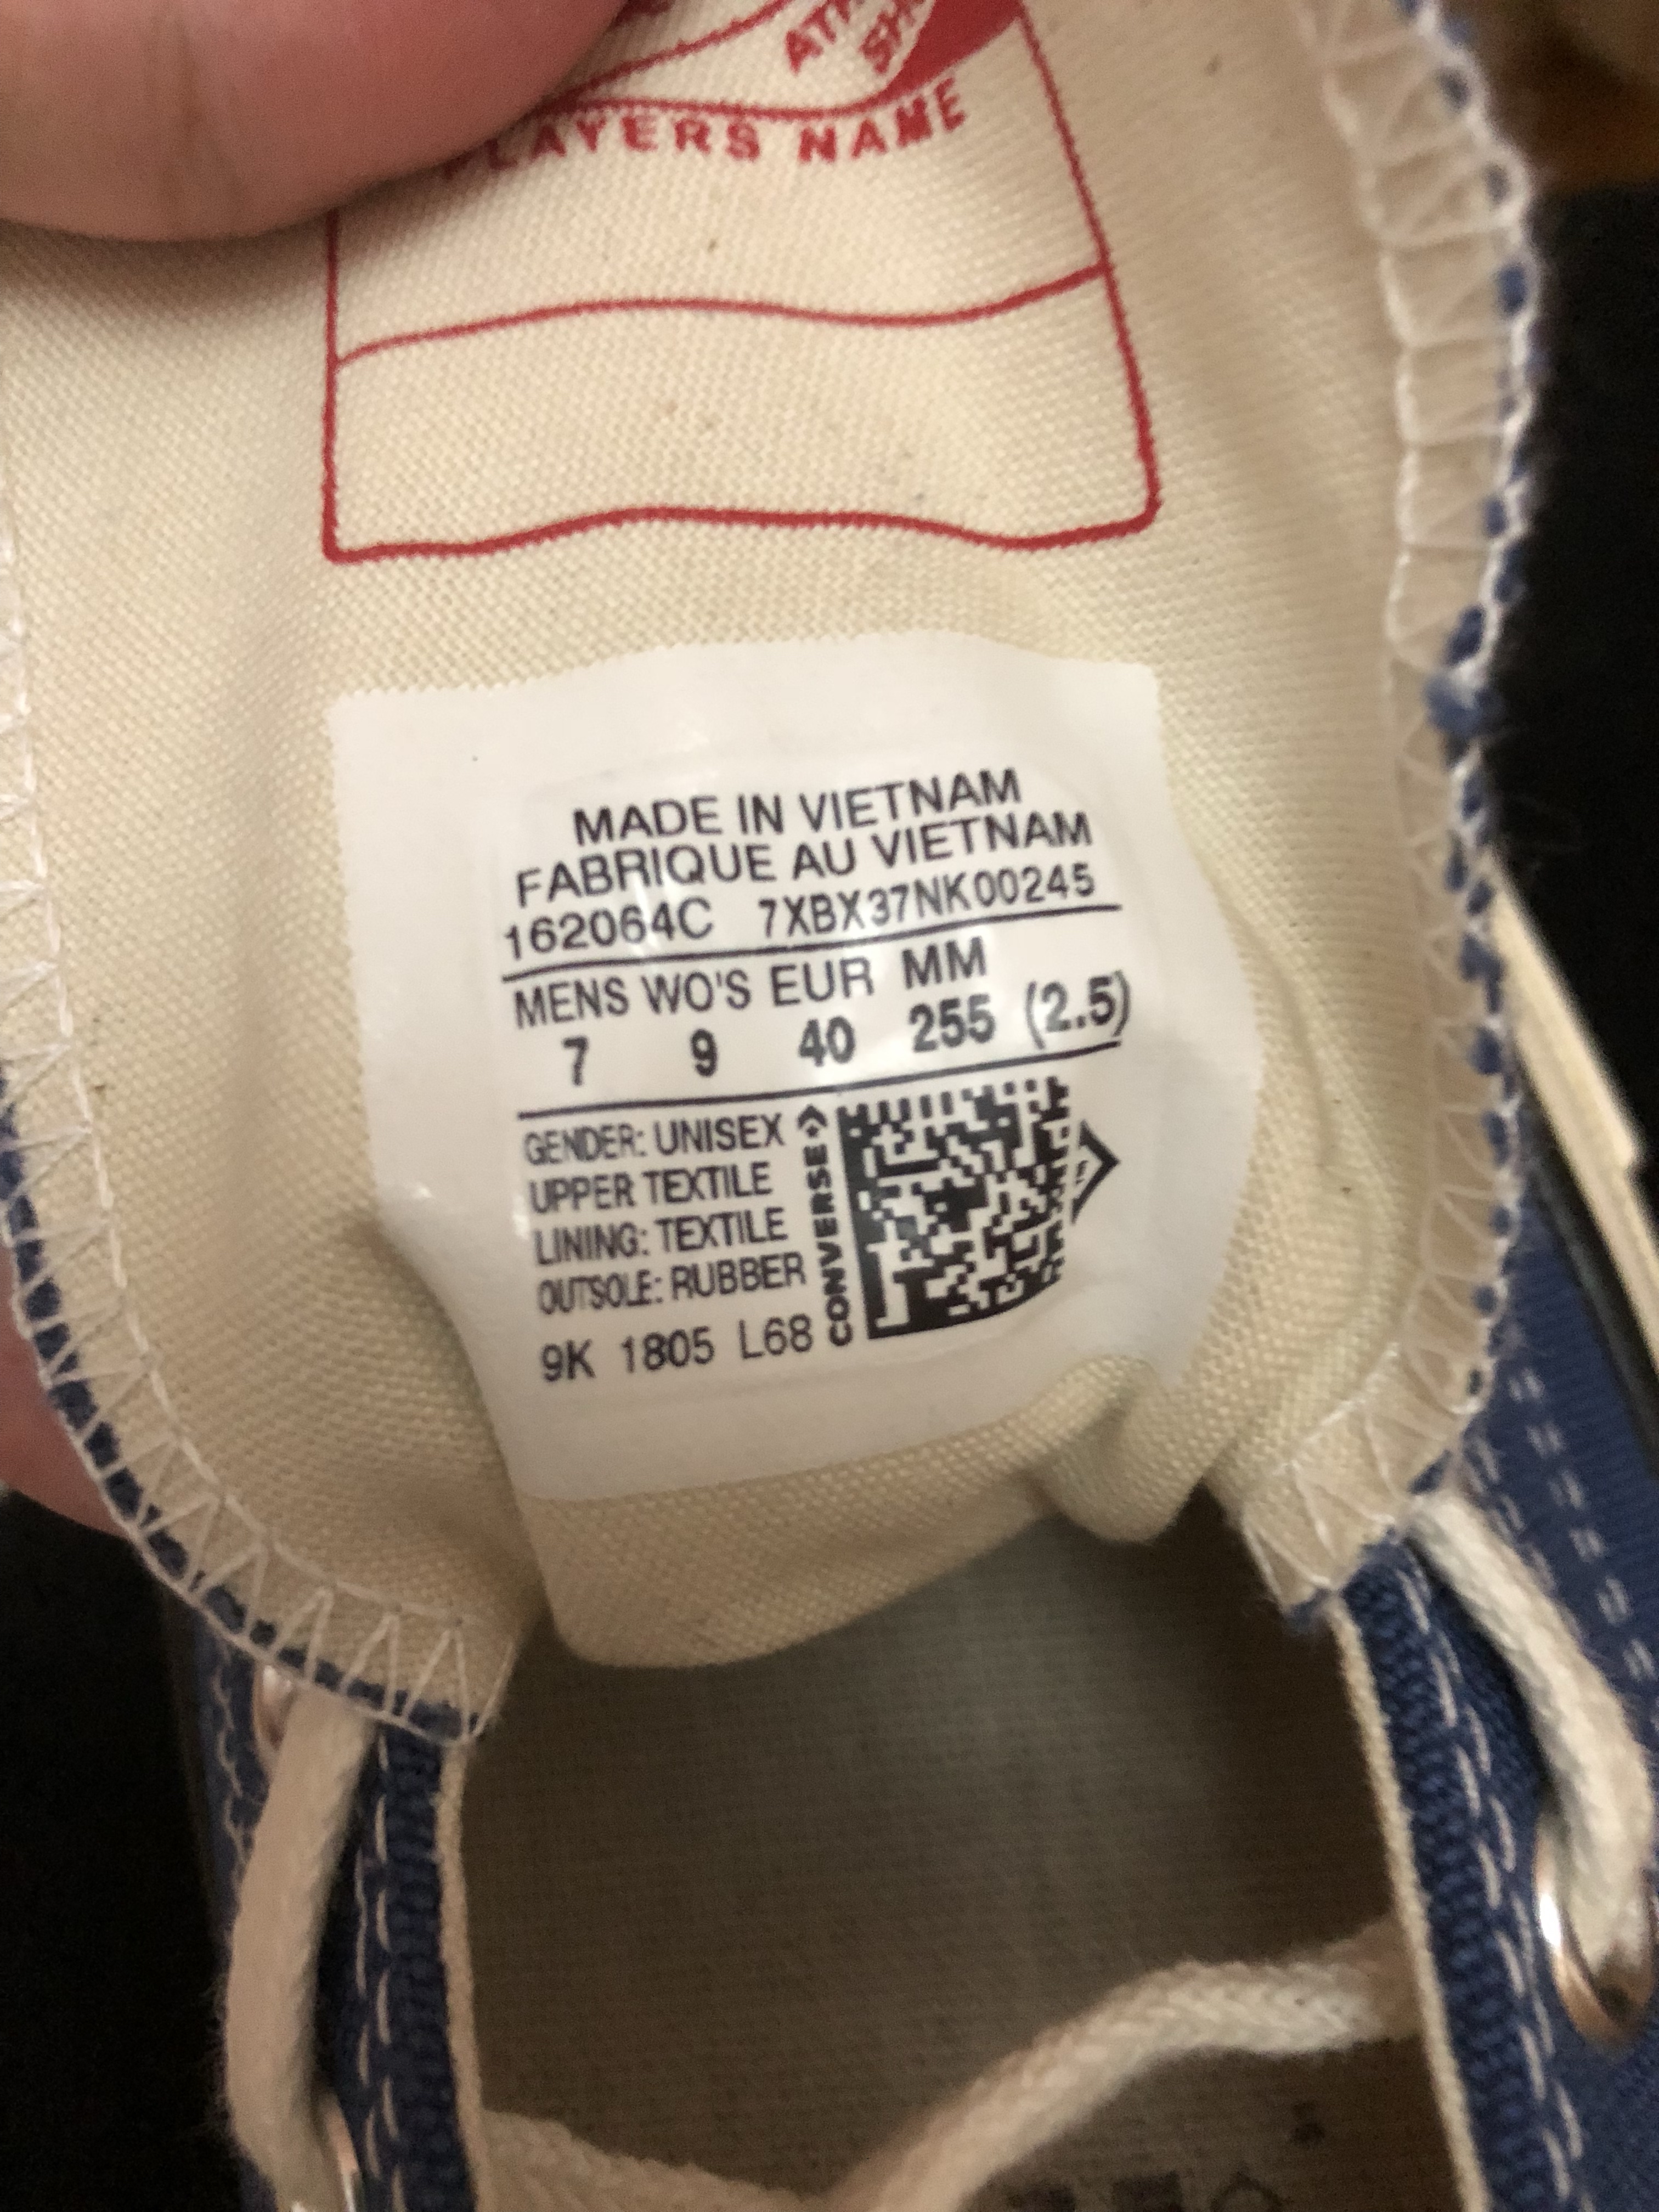 PLAYERS NAME
MADE IN VIETNAM
FABRIQUE AU VIETNAM
162064C 7XBX37NK00245
MENS WO'S EUR MM
7 9 40 255 (2.5)
GENDER: UNISEX
UPPER TEXTILE
LINING: TEXTILE
OUTSOLE: RUBBER
9K 1805 L68
CONVERSE